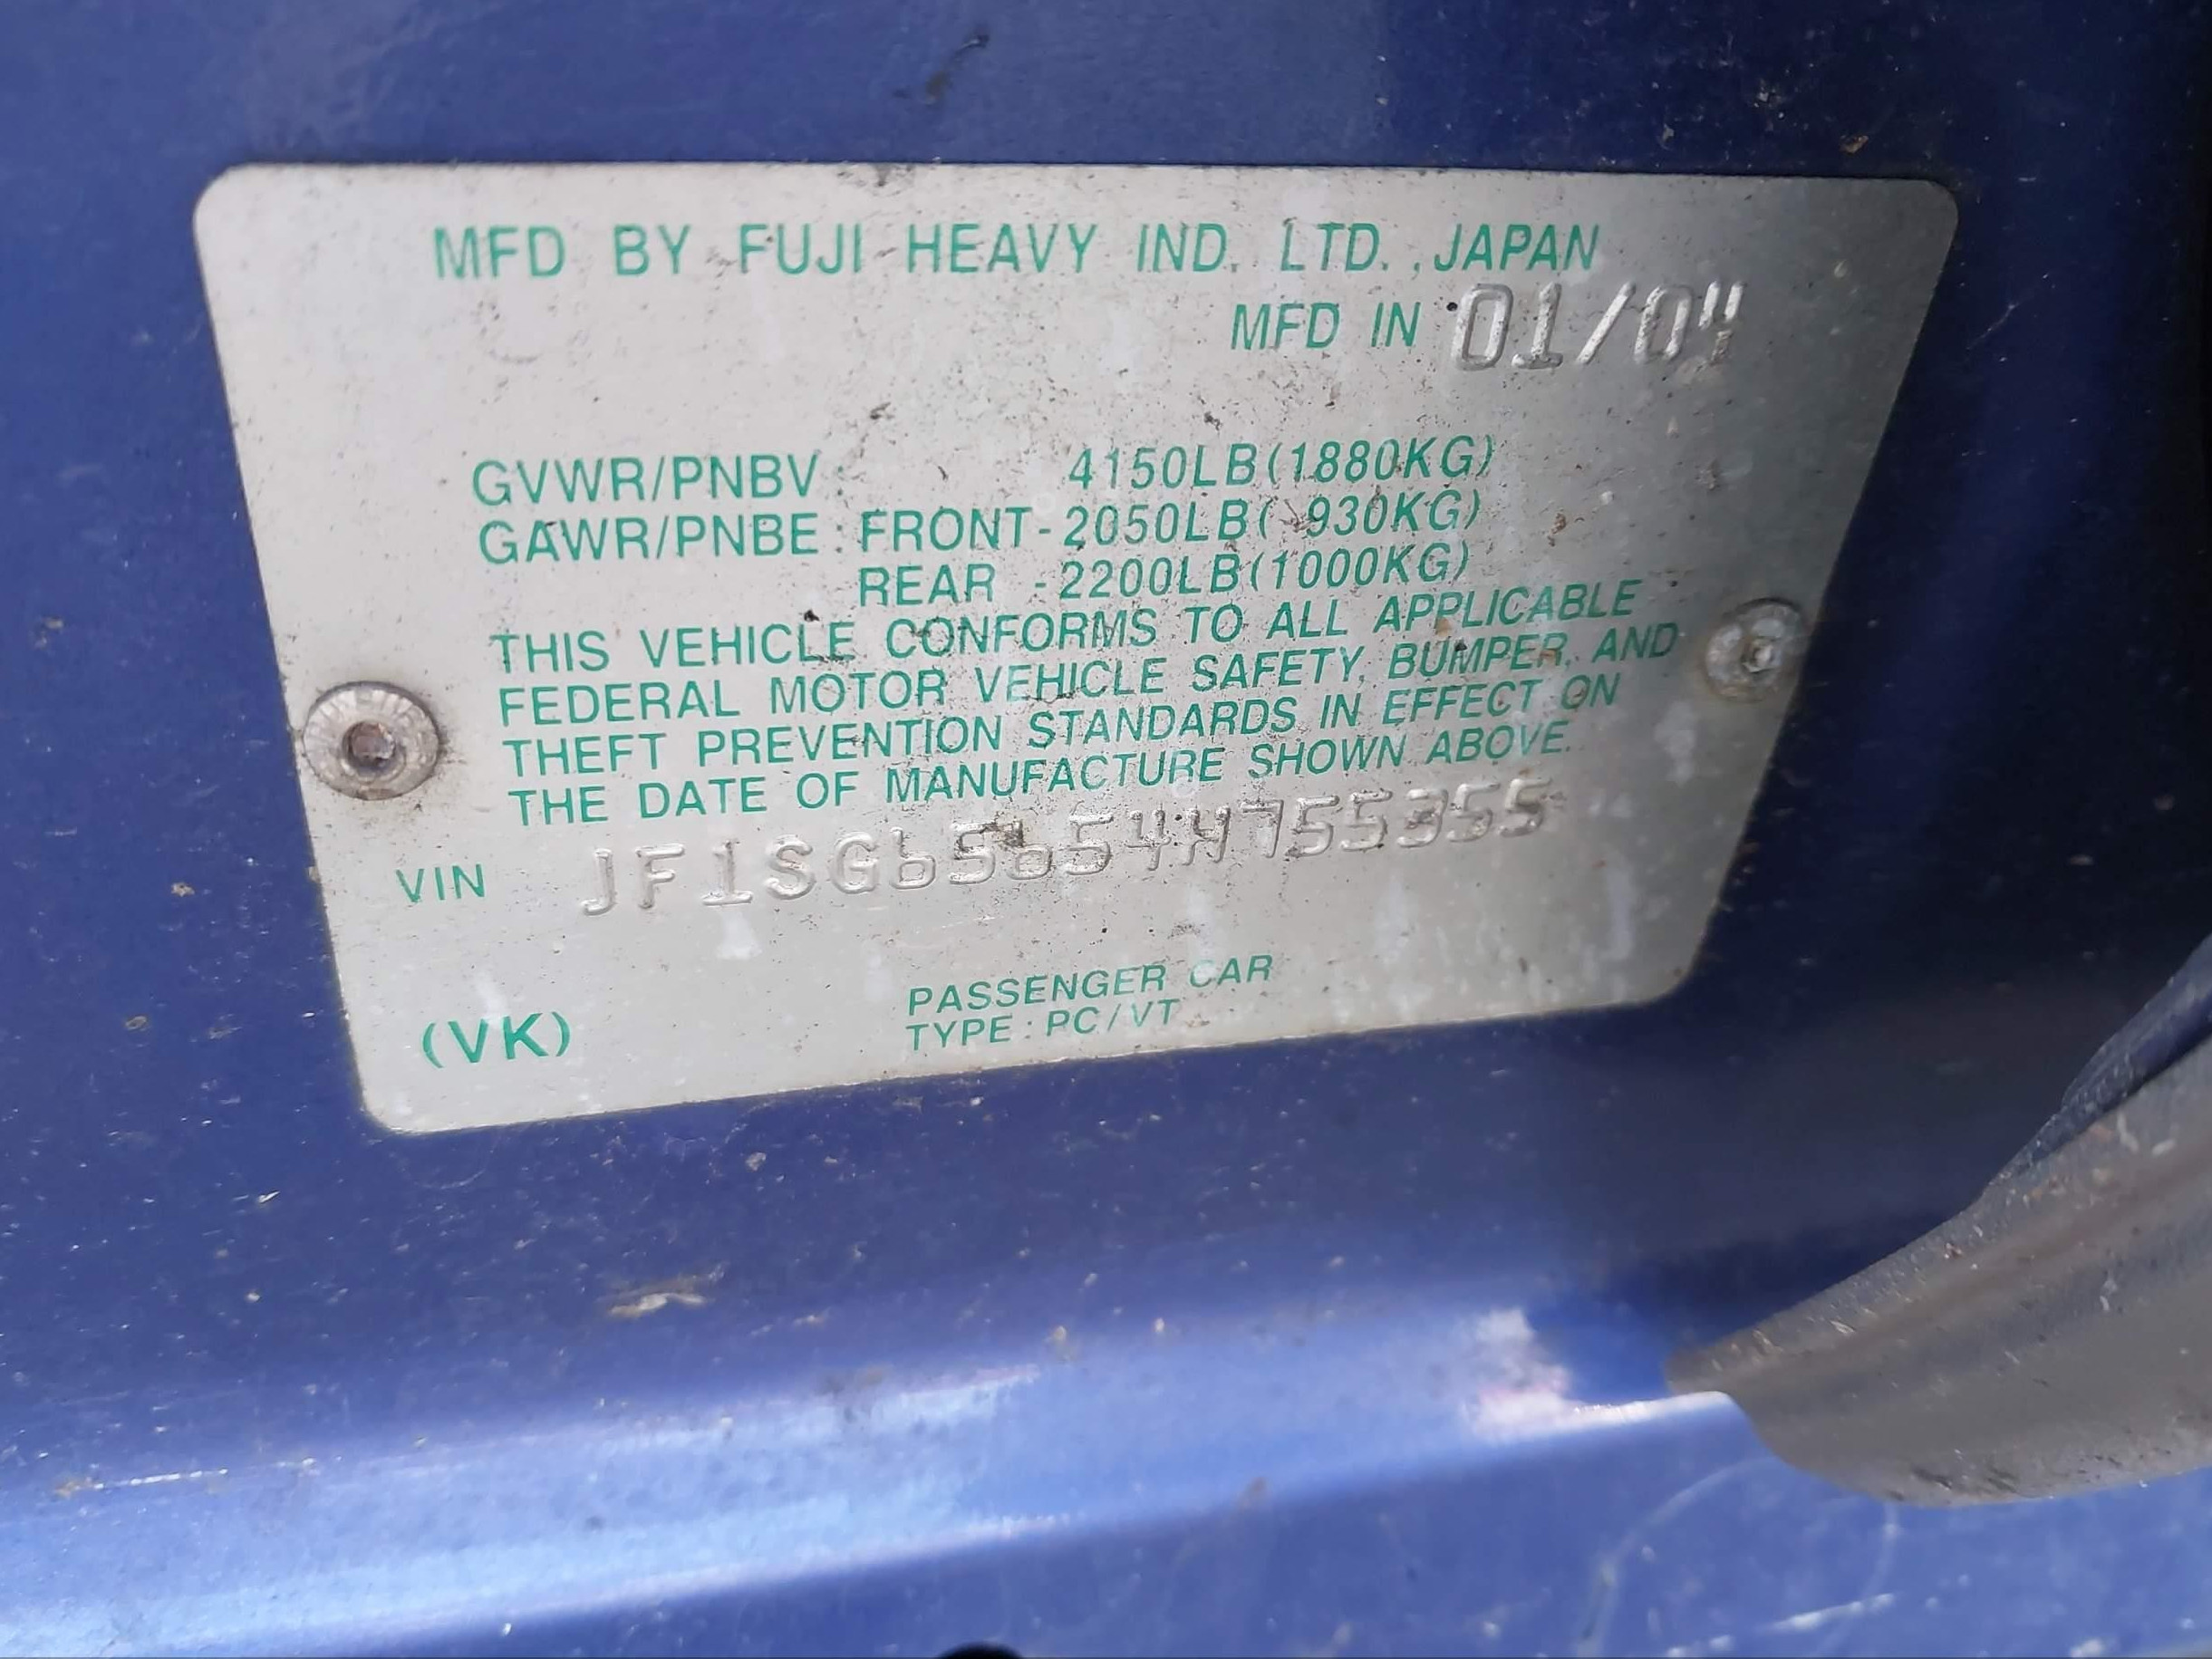 MFD BY FUJI HEAVY IND. LTD. ,JAPAN
MFD IN 01/04
GVWR/PNBV: 4150LB(1880KG)
GAWR/PNBE: FRONT-2050LB( 930KG)
REAR -2200LB(1000KG)
THIS VEHICLE CONFORMS TO ALL APPLICABLE
FEDERAL MOTOR VEHICLE SAFETY, BUMPER, AND
THEFT PREVENTION STANDARDS IN EFFECT ON
THE DATE OF MANUFACTURE SHOWN ABOVE.
VIN JF1SG65654H755355
PASSENGER CAR
(VK) TYPE: PC/VT